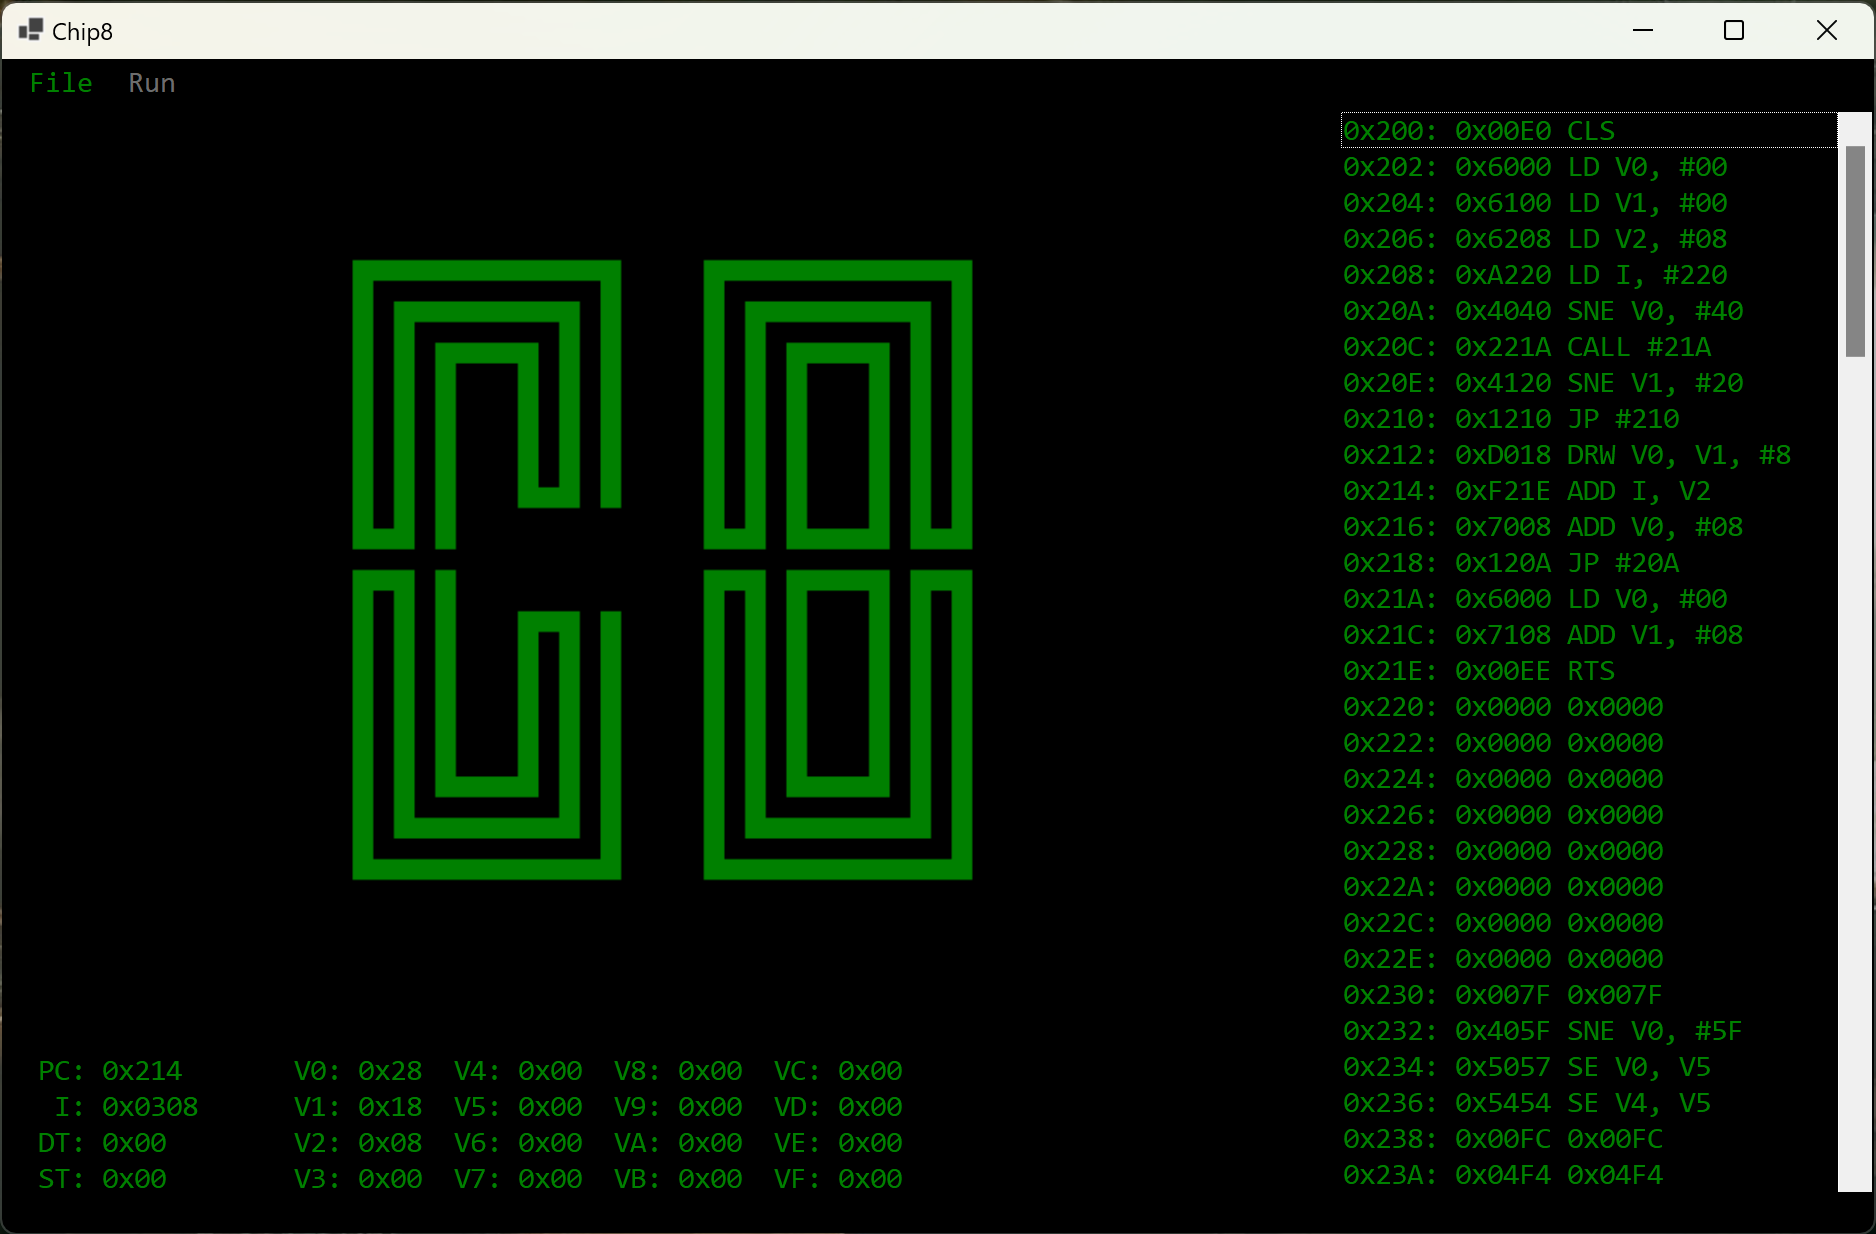 Chip8
File Run
C8
0x200: 0x00E0 CLS
0x202: 0x6000 LD V0, #00
0x204: 0x6100 LD V1, #00
0x206: 0x6208 LD V2, #08
0x208: 0xA220 LD I, #220
0x20A: 0x4040 SNE V0, #40
0x20C: 0x221A CALL #21A
0x20E: 0x4120 SNE V1, #20
0x210: 0x1210 JP #210
0x212: 0xD018 DRW V0, V1, #8
0x214: 0xF21E ADD I, V2
0x216: 0x7008 ADD V0, #08
0x218: 0x120A JP #20A
0x21A: 0x6000 LD V0, #00
0x21C: 0x7108 ADD V1, #08
0x21E: 0x00EE RTS
0x220: 0x0000 0x0000
0x222: 0x0000 0x0000
0x224: 0x0000 0x0000
0x226: 0x0000 0x0000
0x228: 0x0000 0x0000
0x22A: 0x0000 0x0000
0x22C: 0x0000 0x0000
0x22E: 0x0000 0x0000
0x230: 0x007F 0x007F
0x232: 0x405F SNE V0, #5F
0x234: 0x5057 SE V0, V5
0x236: 0x5454 SE V4, V5
0x238: 0x00FC 0x00FC
0x23A: 0x04F4 0x04F4
PC: 0x214 V0: 0x28 V4: 0x00 V8: 0x00 VC: 0x00
I: 0x0308 V1: 0x18 V5: 0x00 V9: 0x00 VD: 0x00
DT: 0x00 V2: 0x08 V6: 0x00 VA: 0x00 VE: 0x00
ST: 0x00 V3: 0x00 V7: 0x00 VB: 0x00 VF: 0x00